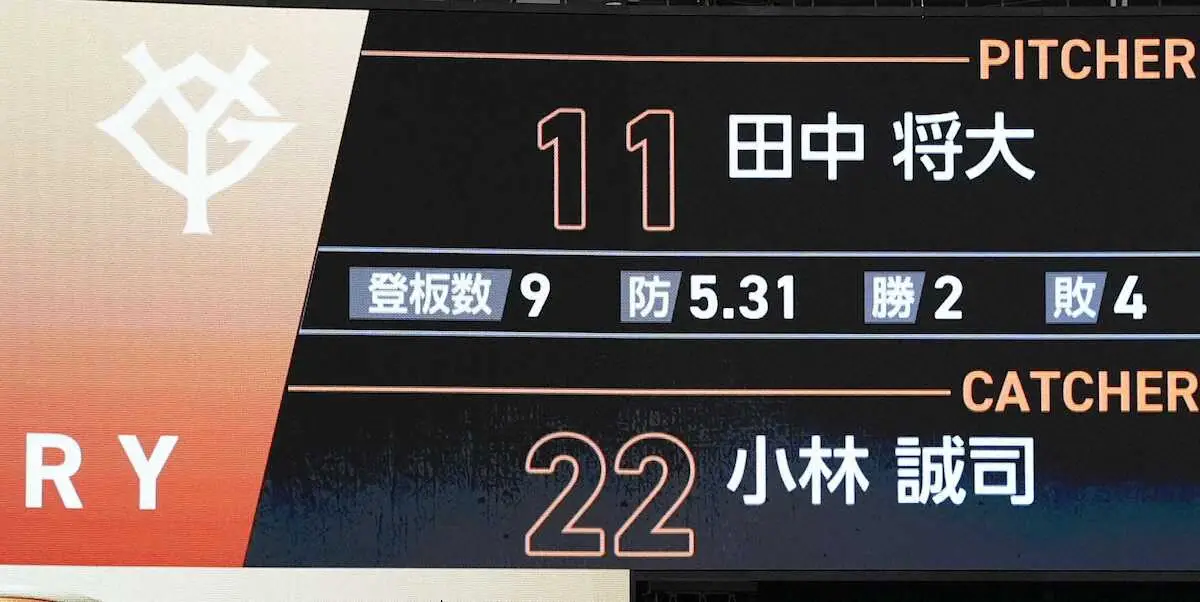 PITCHER
11 田中 将大
登板数 9 防 5.31 勝 2 敗 4
CATCHER
22 小林 誠司
RY